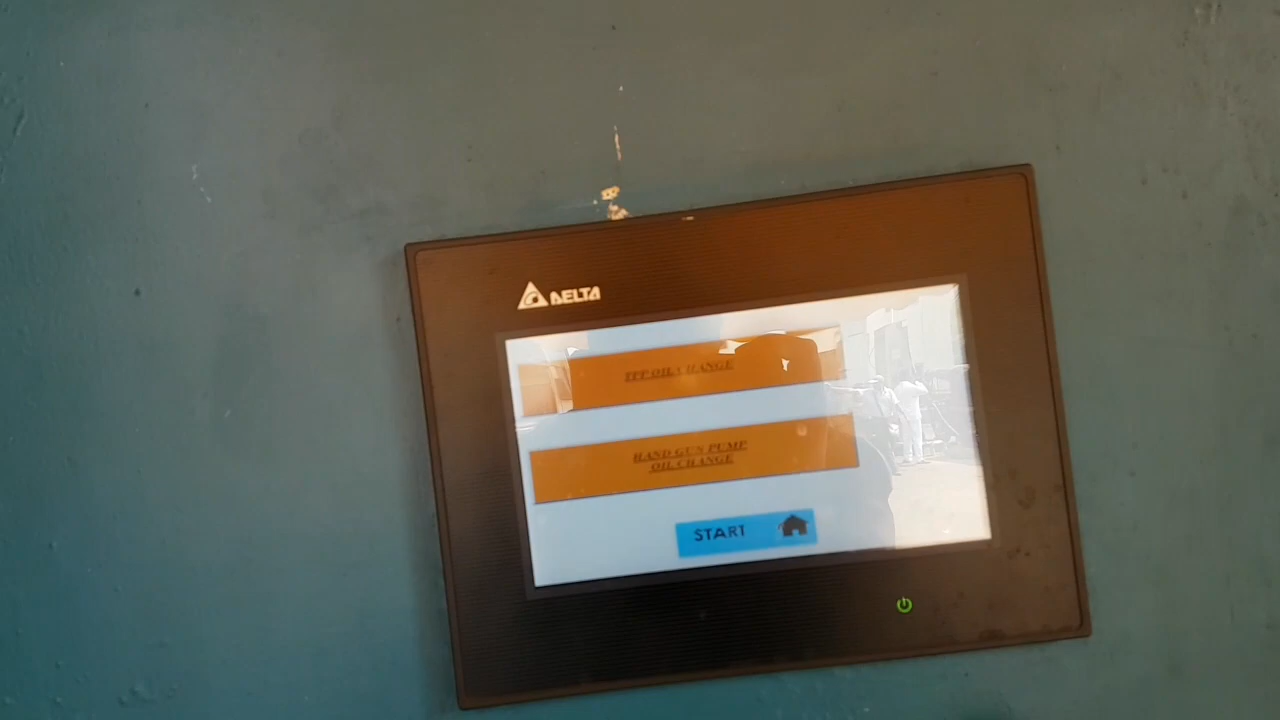 DELTA
TFP OIL CHANGE
HAND GUN PUMP
OIL CHANGE
START